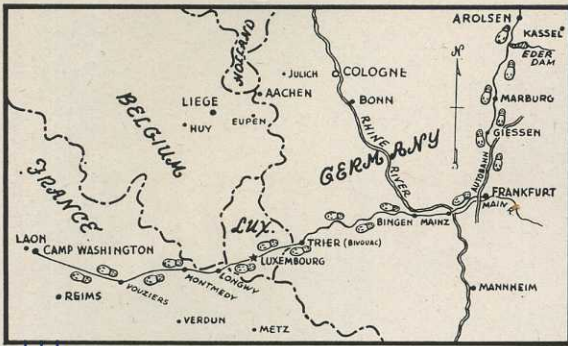 AROLSEN
KASSEL
EDER
DAM
HOLLAND
JULICH
COLOGNE
N
LIEGE
AACHEN
MARBURG
BELGIUM
HUY
EUPEN
BONN
GIESSEN
RHINE
RIVER
GERMANY
S
AUTOBAHN
FRANCE
FRANKFURT
MAIN R.
LUX.
BINGEN
MAINZ
LAON
CAMP WASHINGTON
TRIER (BIVOUAC)
LUXEMBOURG
LONGWY
MONTMEDY
VOUZIERS
REIMS
MANNHEIM
VERDUN
METZ